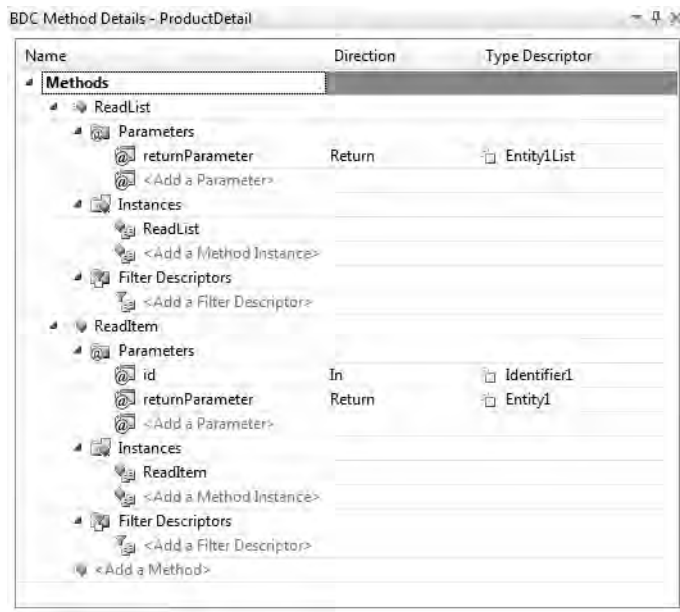 BDC Method Details - ProductDetail
Name Direction Type Descriptor
Methods
ReadList
Parameters
returnParameter Return Entity1List
<Add a Parameter>
Instances
ReadList
<Add a Method Instance>
Filter Descriptors
<Add a Filter Descriptor>
ReadItem
Parameters
id In Identifier1
returnParameter Return Entity1
<Add a Parameter>
Instances
ReadItem
<Add a Method Instance>
Filter Descriptors
<Add a Filter Descriptor>
<Add a Method>